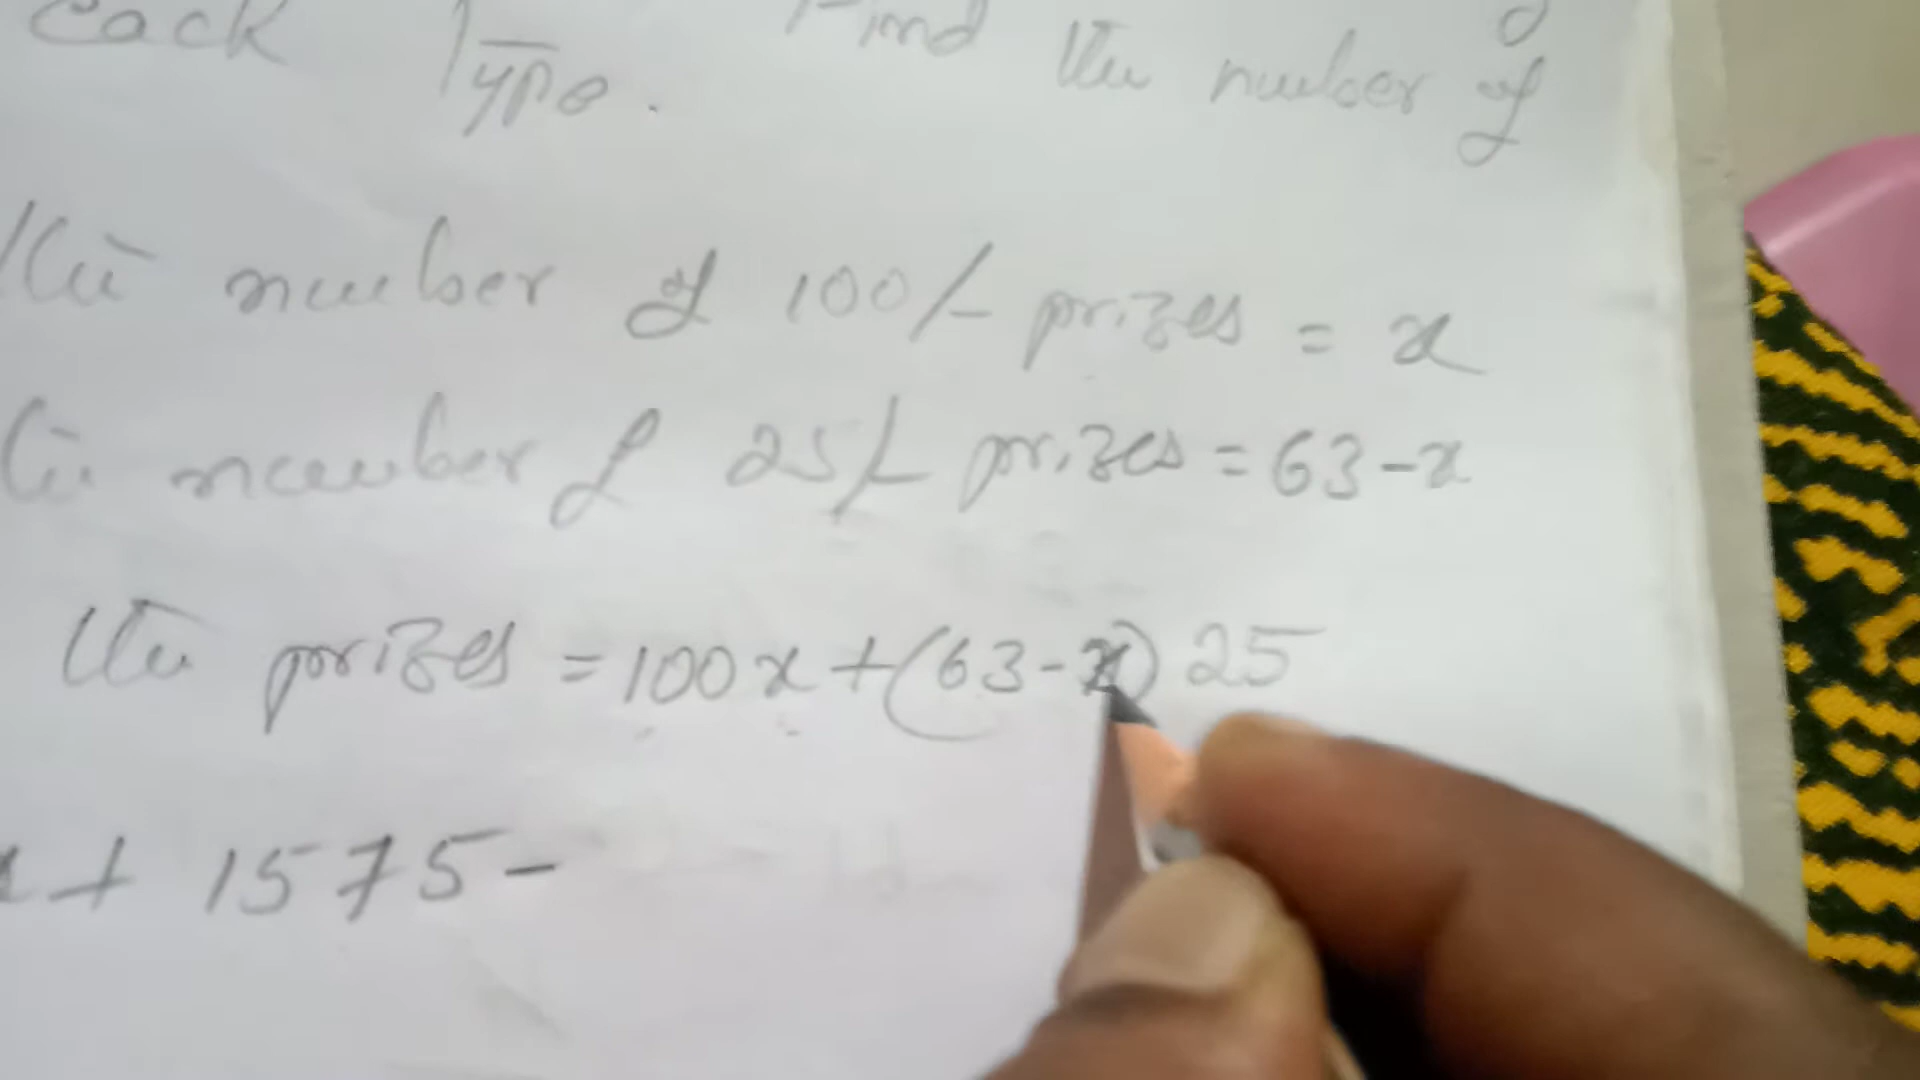 each Type. Find the number of
the number of 100/- prizes = x
the number of 25/- prizes = 63-x
the prizes = 100x+(63-x) 25
x + 1575 -